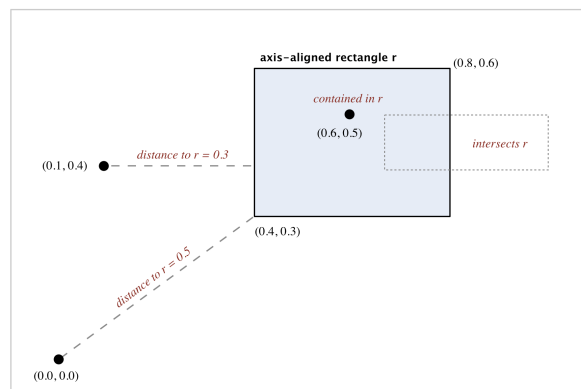 axis-aligned rectangle r
(0.8, 0.6)
contained in r
(0.6, 0.5)
intersects r
distance to r = 0.3
(0.1, 0.4)
(0.4, 0.3)
distance to r = 0.5
(0.0, 0.0)